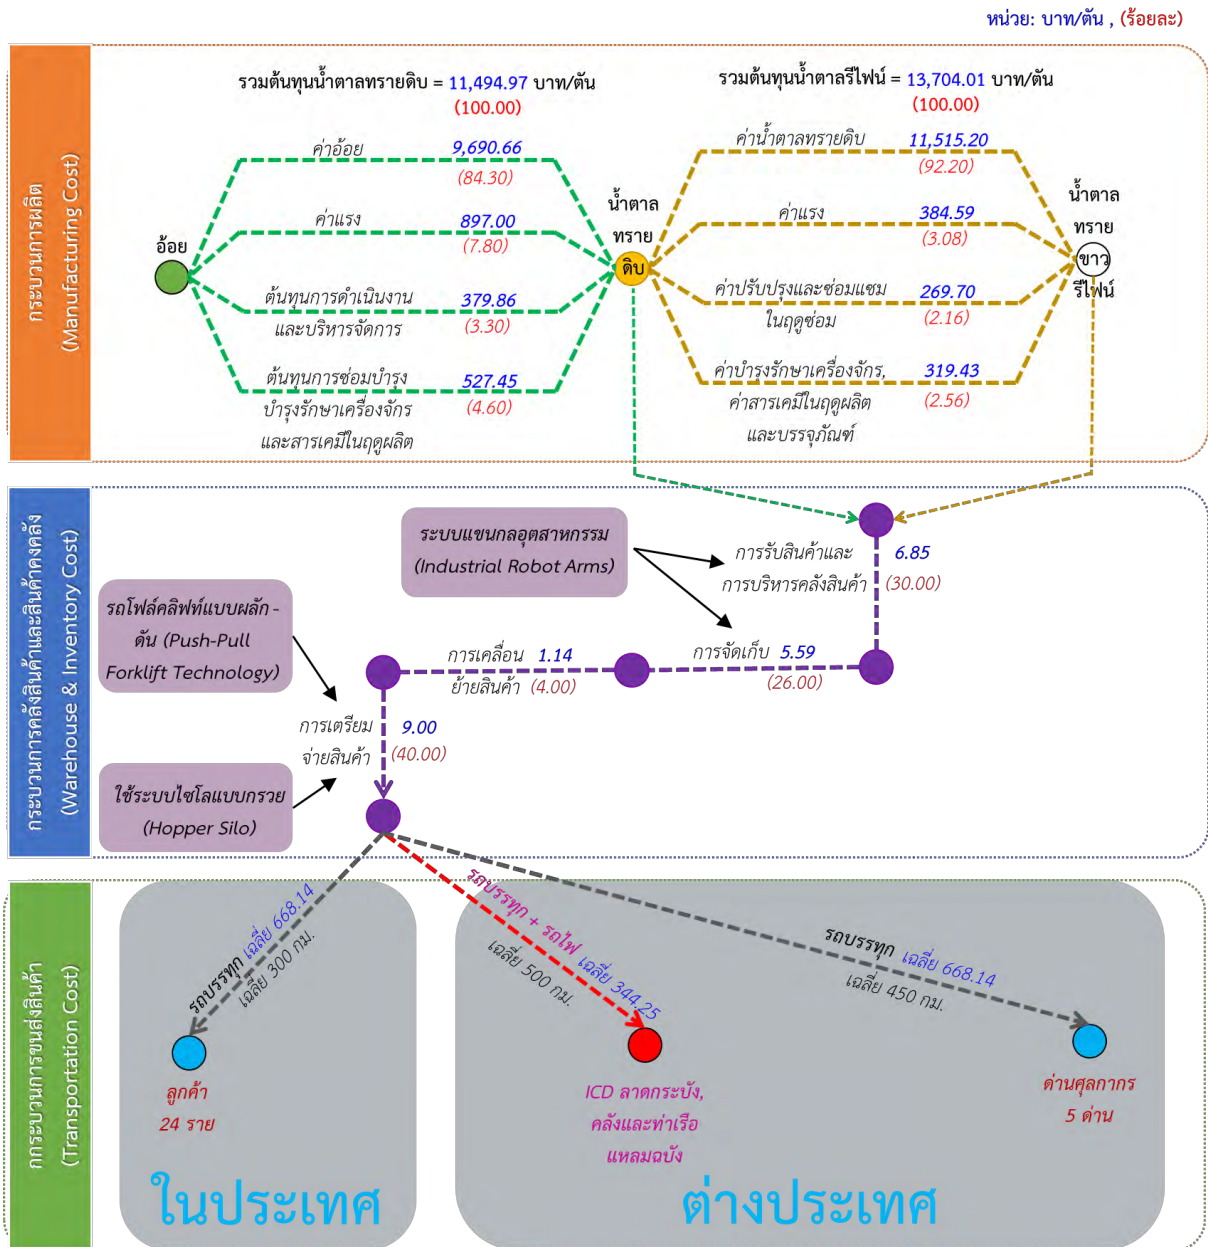 หน่วย: บาท/ตัน , (ร้อยละ)
กระบวนการผลิต
(Manufacturing Cost)
รวมต้นทุนน้ำตาลทรายดิบ = 11,494.97 บาท/ตัน
(100.00)
รวมต้นทุนน้ำตาลรีไฟน์ = 13,704.01 บาท/ตัน
(100.00)
อ้อย
ค่าอ้อย 9,690.66
(84.30)
ค่าแรง 897.00
(7.80)
ต้นทุนการดำเนินงาน 379.86
และบริหารจัดการ (3.30)
ต้นทุนการซ่อมบำรุง 527.45
บำรุงรักษาเครื่องจักร (4.60)
และสารเคมีในฤดูผลิต
น้ำตาล
ทราย
ดิบ
ค่าน้ำตาลทรายดิบ 11,515.20
(92.20)
ค่าแรง 384.59
(3.08)
ค่าปรับปรุงและซ่อมแซม 269.70
ในฤดูซ่อม (2.16)
ค่าบำรุงรักษาเครื่องจักร, 319.43
ค่าสารเคมีในฤดูผลิต (2.56)
และบรรจุภัณฑ์
น้ำตาล
ทราย
ขาว
รีไฟน์
กระบวนการคลังสินค้าและสินค้าคงคลัง
(Warehouse & Inventory Cost)
ระบบแขนกลอุตสาหกรรม
(Industrial Robot Arms)
การรับสินค้าและ 6.85
การบริหารคลังสินค้า (30.00)
การจัดเก็บ 5.59
(26.00)
การเคลื่อน 1.14
ย้ายสินค้า (4.00)
รถโฟล์คลิฟท์แบบผลัก -
ดัน (Push-Pull
Forklift Technology)
การเตรียม 9.00
จ่ายสินค้า (40.00)
ใช้ระบบไซโลแบบกรวย
(Hopper Silo)
กกระบวนการขนส่งสินค้า
(Transportation Cost)
รถบรรทุก เฉลี่ย 668.14
เฉลี่ย 300 กม.
รถบรรทุก + รถไฟ เฉลี่ย 344.25
เฉลี่ย 500 กม.
รถบรรทุก เฉลี่ย 668.14
เฉลี่ย 450 กม.
ลูกค้า
24 ราย
ICD ลาดกระบัง,
คลังและท่าเรือ
แหลมฉบัง
ด่านศุลกากร
5 ด่าน
ในประเทศ
ต่างประเทศ